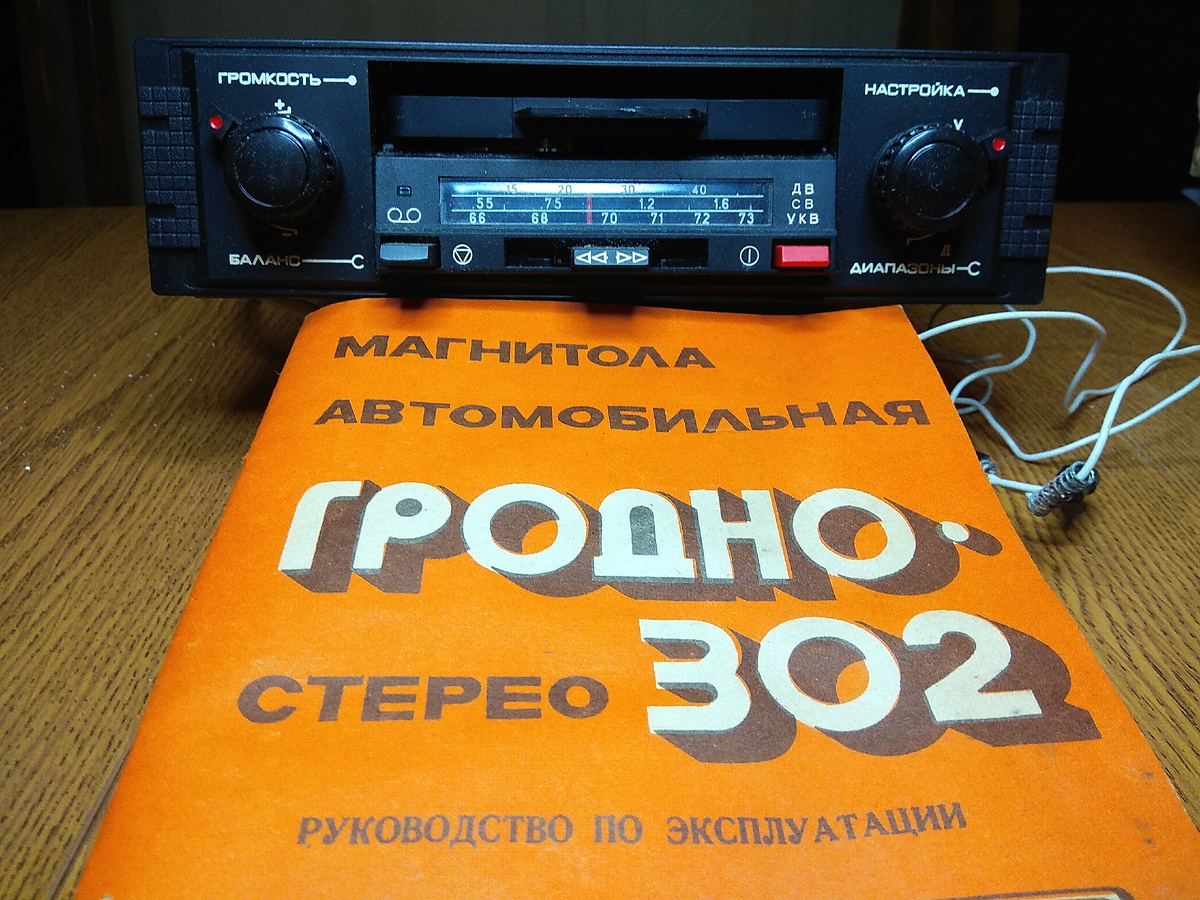 ГРОМКОСТЬ
+
НАСТРОЙКА
У
15 20 30 40 ДВ
55 75 1.2 1.6 СВ
66 68 70 71 72 73 УКВ
БАЛАНС С
Д
ДИАПАЗОНЫ С
МАГНИТОЛА
АВТОМОБИЛЬНАЯ
ГРОДНО·
СТЕРЕО 302
РУКОВОДСТВО ПО ЭКСПЛУАТАЦИИ